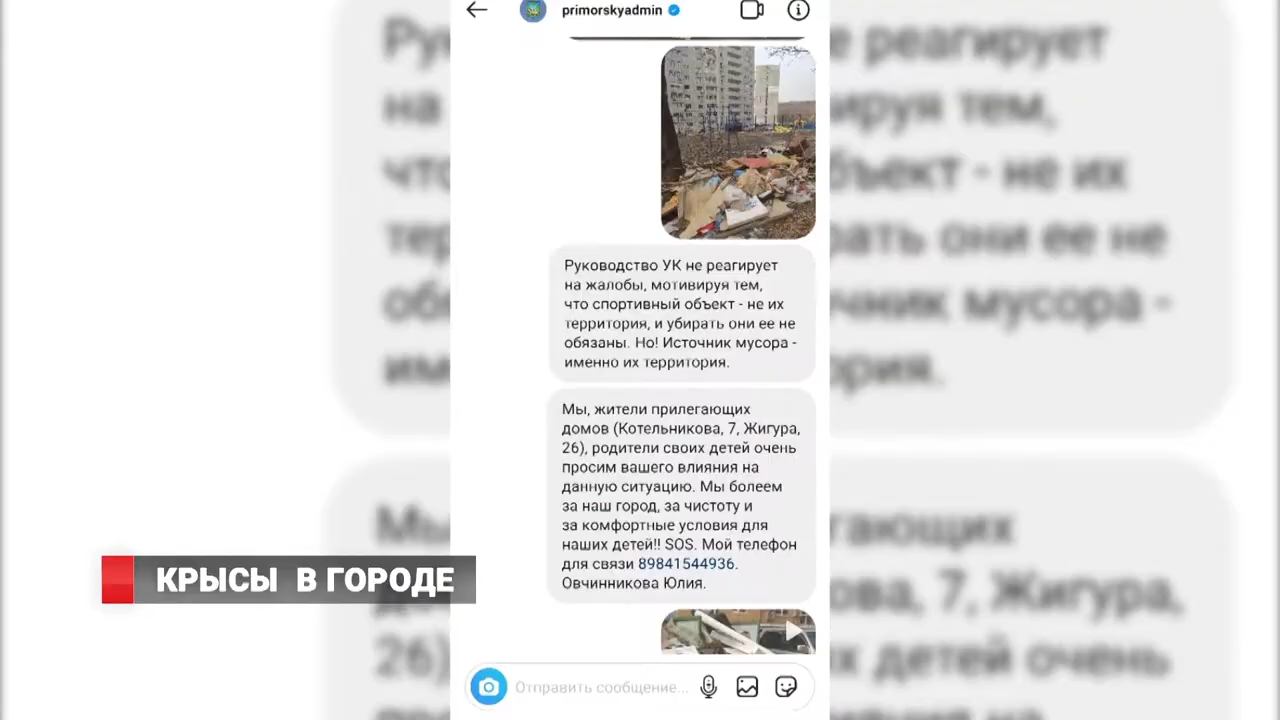 primorskyadmin
Руководство УК не реагирует
на жалобы, мотивируя тем,
что спортивный объект - не их
территория, и убирать они ее не
обязаны. Но! Источник мусора -
именно их территория.
Мы, жители прилегающих
домов (Котельникова, 7, Жигура,
26), родители своих детей очень
просим вашего влияния на
данную ситуацию. Мы болеем
за наш город, за чистоту и
за комфортные условия для
наших детей!! SOS. Мой телефон
для связи 89841544936.
Овчинникова Юлия.
Отправить сообщение...
КРЫСЫ В ГОРОДЕ